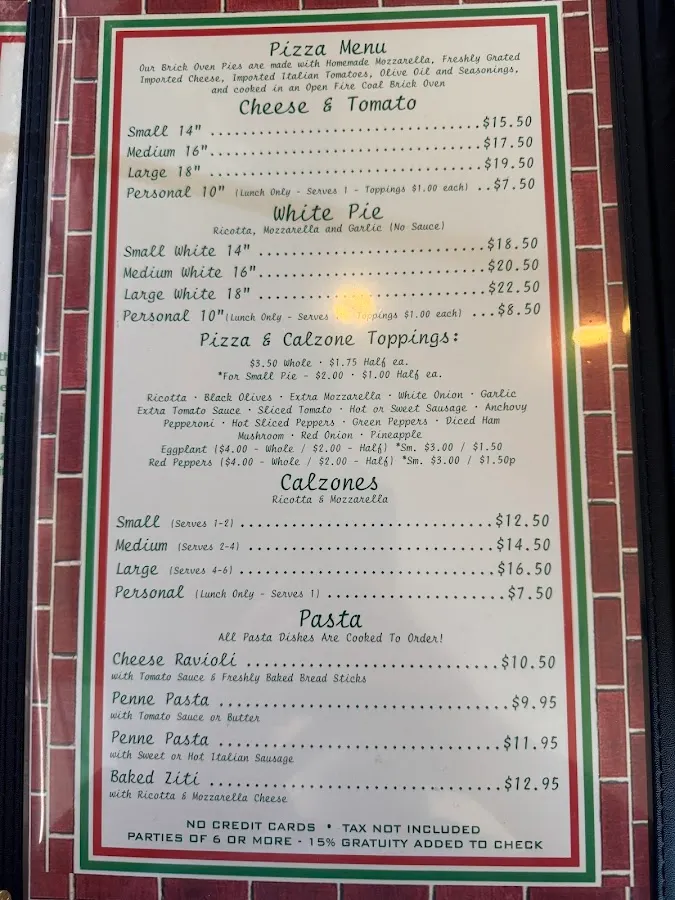 Pizza Menu
Our Brick Oven Pies are made with Homemade Mozzarella, Freshly Grated
Imported Cheese, Imported Italian Tomatoes, Olive Oil and Seasonings,
and cooked in an Open Fire Coal Brick Oven
Cheese & Tomato
Small 14" ................................$15.50
Medium 16"................................$17.50
Large 18" ................................$19.50
Personal 10" (Lunch Only - Serves 1 - Toppings $1.00 each) ..$7.50
White Pie
Ricotta, Mozzarella and Garlic (No Sauce)
Small White 14" ...........................$18.50
Medium White 16"...........................$20.50
Large White 18" ...........................$22.50
Personal 10"(Lunch Only - Serves Toppings $1.00 each) ...$8.50
Pizza & Calzone Toppings:
$3.50 Whole · $1.75 Half ea.
*For Small Pie - $2.00 · $1.00 Half ea.
Ricotta · Black Olives · Extra Mozzarella · White Onion · Garlic
Extra Tomato Sauce · Sliced Tomato · Hot or Sweet Sausage · Anchovy
Pepperoni · Hot Sliced Peppers · Green Peppers · Diced Ham
Mushroom · Red Onion · Pineapple
Eggplant ($4.00 - Whole / $2.00 - Half) *Sm. $3.00 / $1.50
Red Peppers ($4.00 - Whole / $2.00 - Half) *Sm. $3.00 / $1.50p
Calzones
Ricotta & Mozzarella
Small (Serves 1-2) ..............................$12.50
Medium (Serves 2-4) .............................$14.50
Large (Serves 4-6) ..............................$16.50
Personal (Lunch Only - Serves 1) .....................$7.50
Pasta
All Pasta Dishes Are Cooked To Order!
Cheese Ravioli ..............................$10.50
with Tomato Sauce & Freshly Baked Bread Sticks
Penne Pasta ..................................$9.95
with Tomato Sauce or Butter
Penne Pasta .................................$11.95
with Sweet or Hot Italian Sausage
Baked Ziti ..................................$12.95
with Ricotta & Mozzarella Cheese
NO CREDIT CARDS • TAX NOT INCLUDED
PARTIES OF 6 OR MORE - 15% GRATUITY ADDED TO CHECK